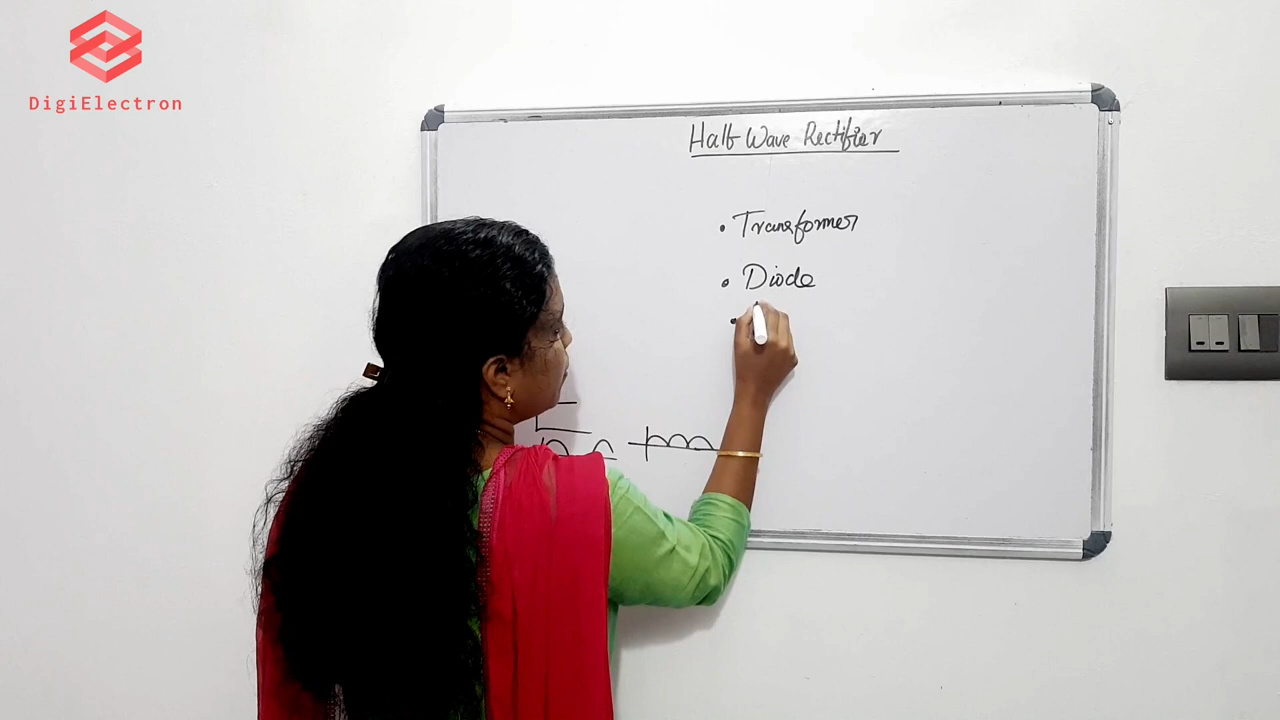 DigiElectron
Half Wave Rectifier
• Transformer
• Diode
•